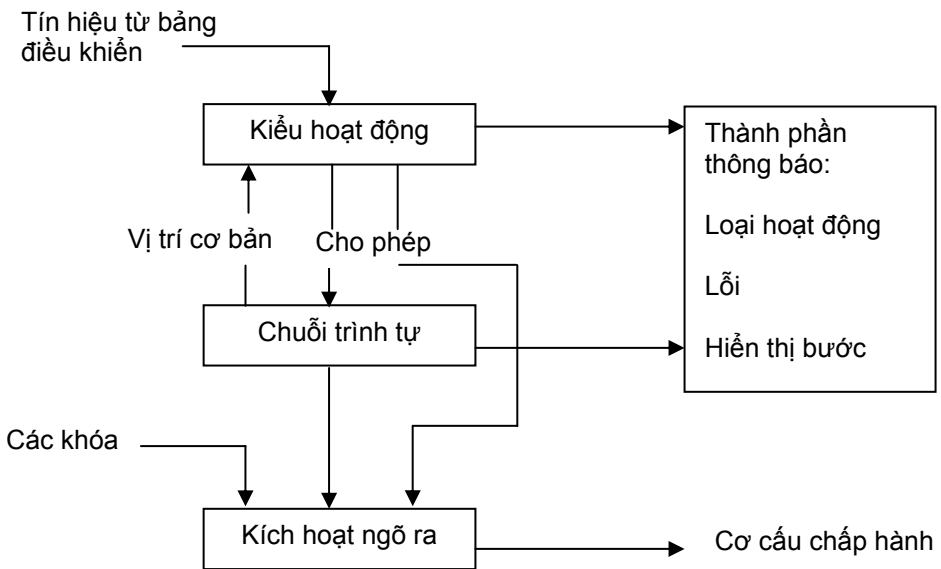 Tín hiệu từ bảng
điều khiển
Kiểu hoạt động
Thành phần
thông báo:
Loại hoạt động
Lỗi
Hiển thị bước
Vị trí cơ bản
Cho phép
Chuỗi trình tự
Các khóa
Kích hoạt ngõ ra
Cơ cấu chấp hành